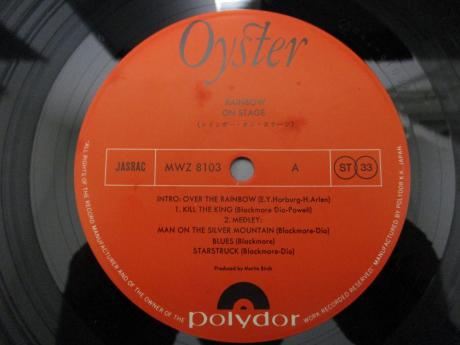 Oyster
RAINBOW
ON STAGE
(レインボー・オン・ステージ)
JASRAC MWZ 8103 A ST 33
INTRO: OVER THE RAINBOW (E.Y.Harburg-H.Arlen)
1. KILL THE KING (Blackmore-Dio-Powell)
2. MEDLEY:
MAN ON THE SILVER MOUNTAIN (Blackmore-Dio)
BLUES (Blackmore)
STARSTRUCK (Blackmore-Dio)
Produced by Martin Birch
polydor
ALL RIGHTS OF THE RECORD MANUFACTURER AND OF THE OWNER OF THE WORK RECORDED RESERVED MANUFACTURED BY POLYDOR K.K., JAPAN